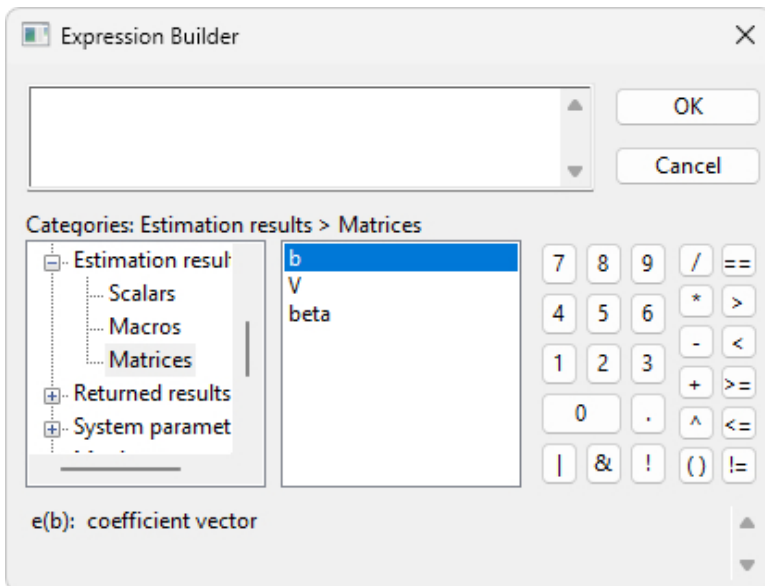 Expression Builder
OK
Cancel
Categories: Estimation results > Matrices
Estimation result
Scalars
Macros
Matrices
Returned results
System paramet
b
V
beta
7 8 9 / ==
4 5 6 * >
1 2 3 - <
0 . + >=
^ <=
| & ! () !=
e(b): coefficient vector